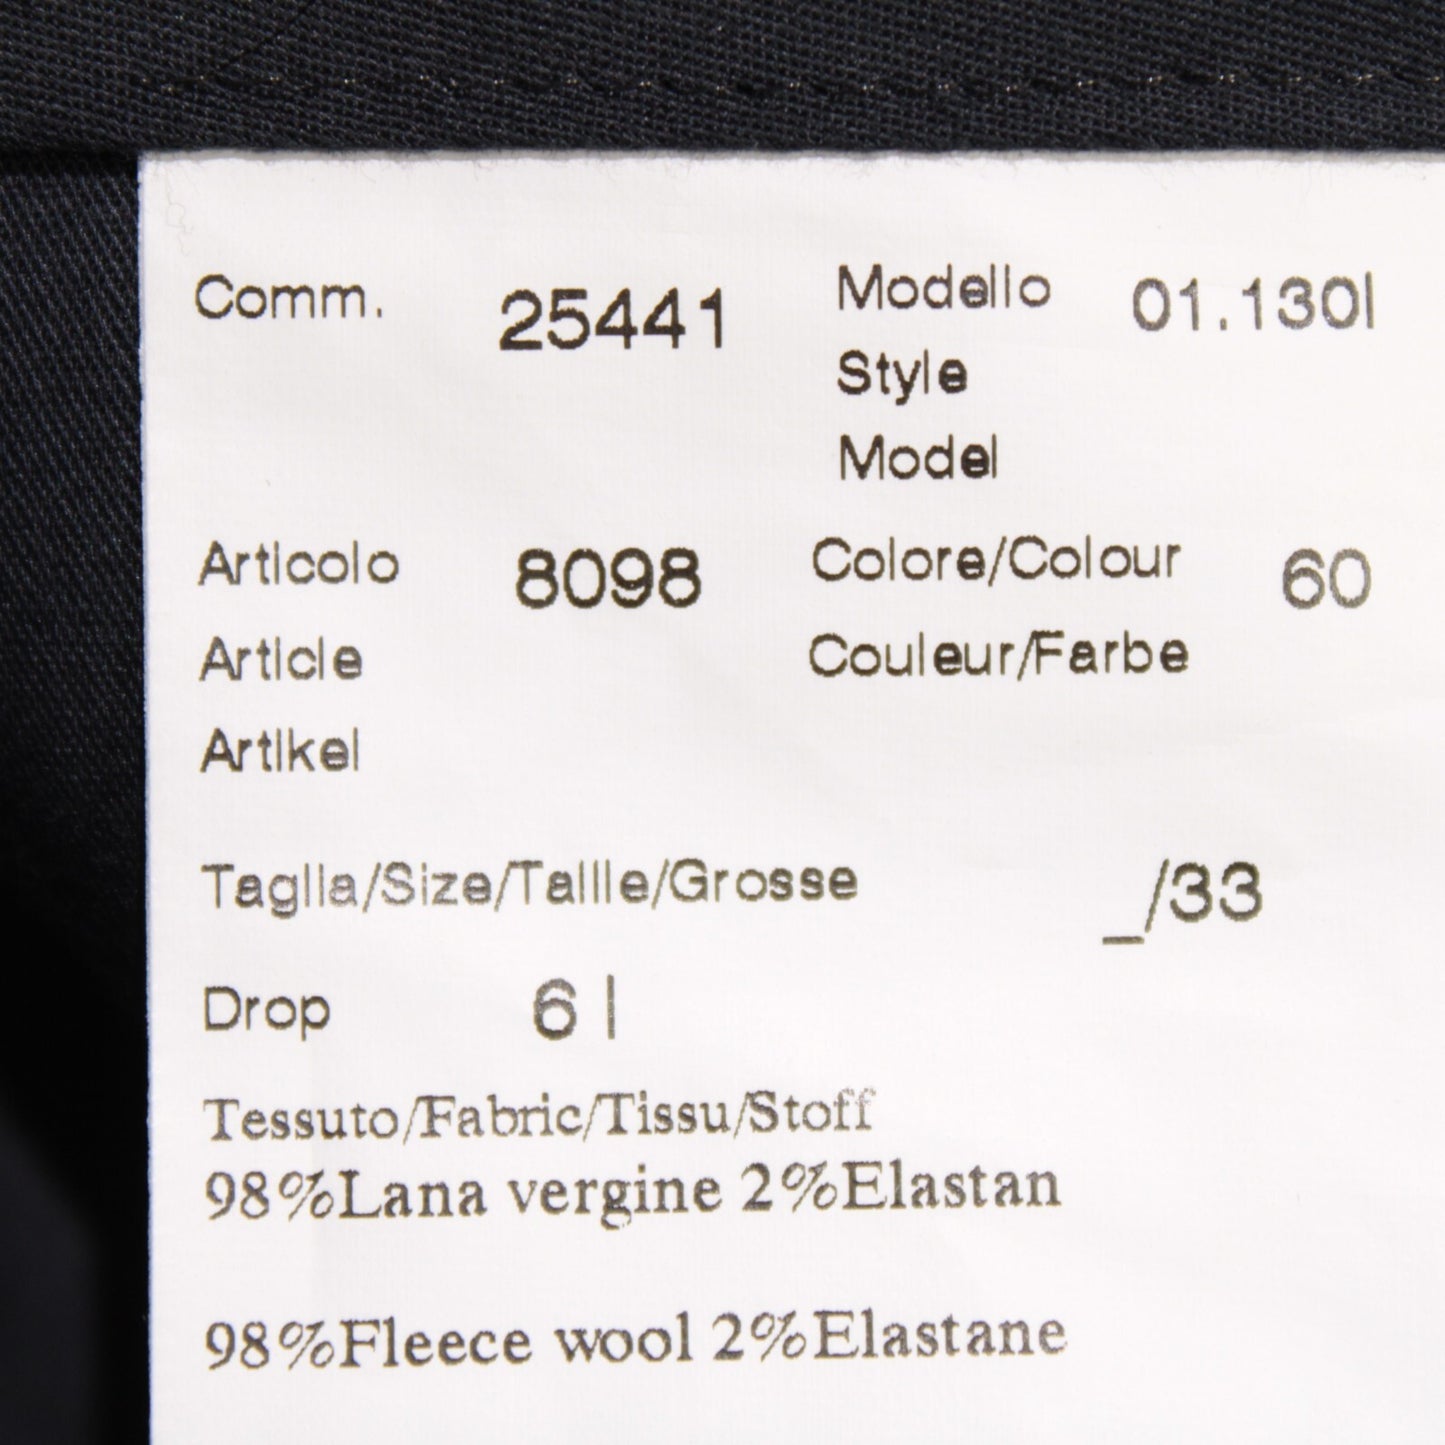 Comm. 25441 Modello 01.130l
Style
Model
Articolo 8098 Colore/Colour 60
Article Couleur/Farbe
Artikel
Taglia/Size/Taille/Grosse _/33
Drop 6 l
Tessuto/Fabric/Tissu/Stoff
98%Lana vergine 2%Elastan
98%Fleece wool 2%Elastane